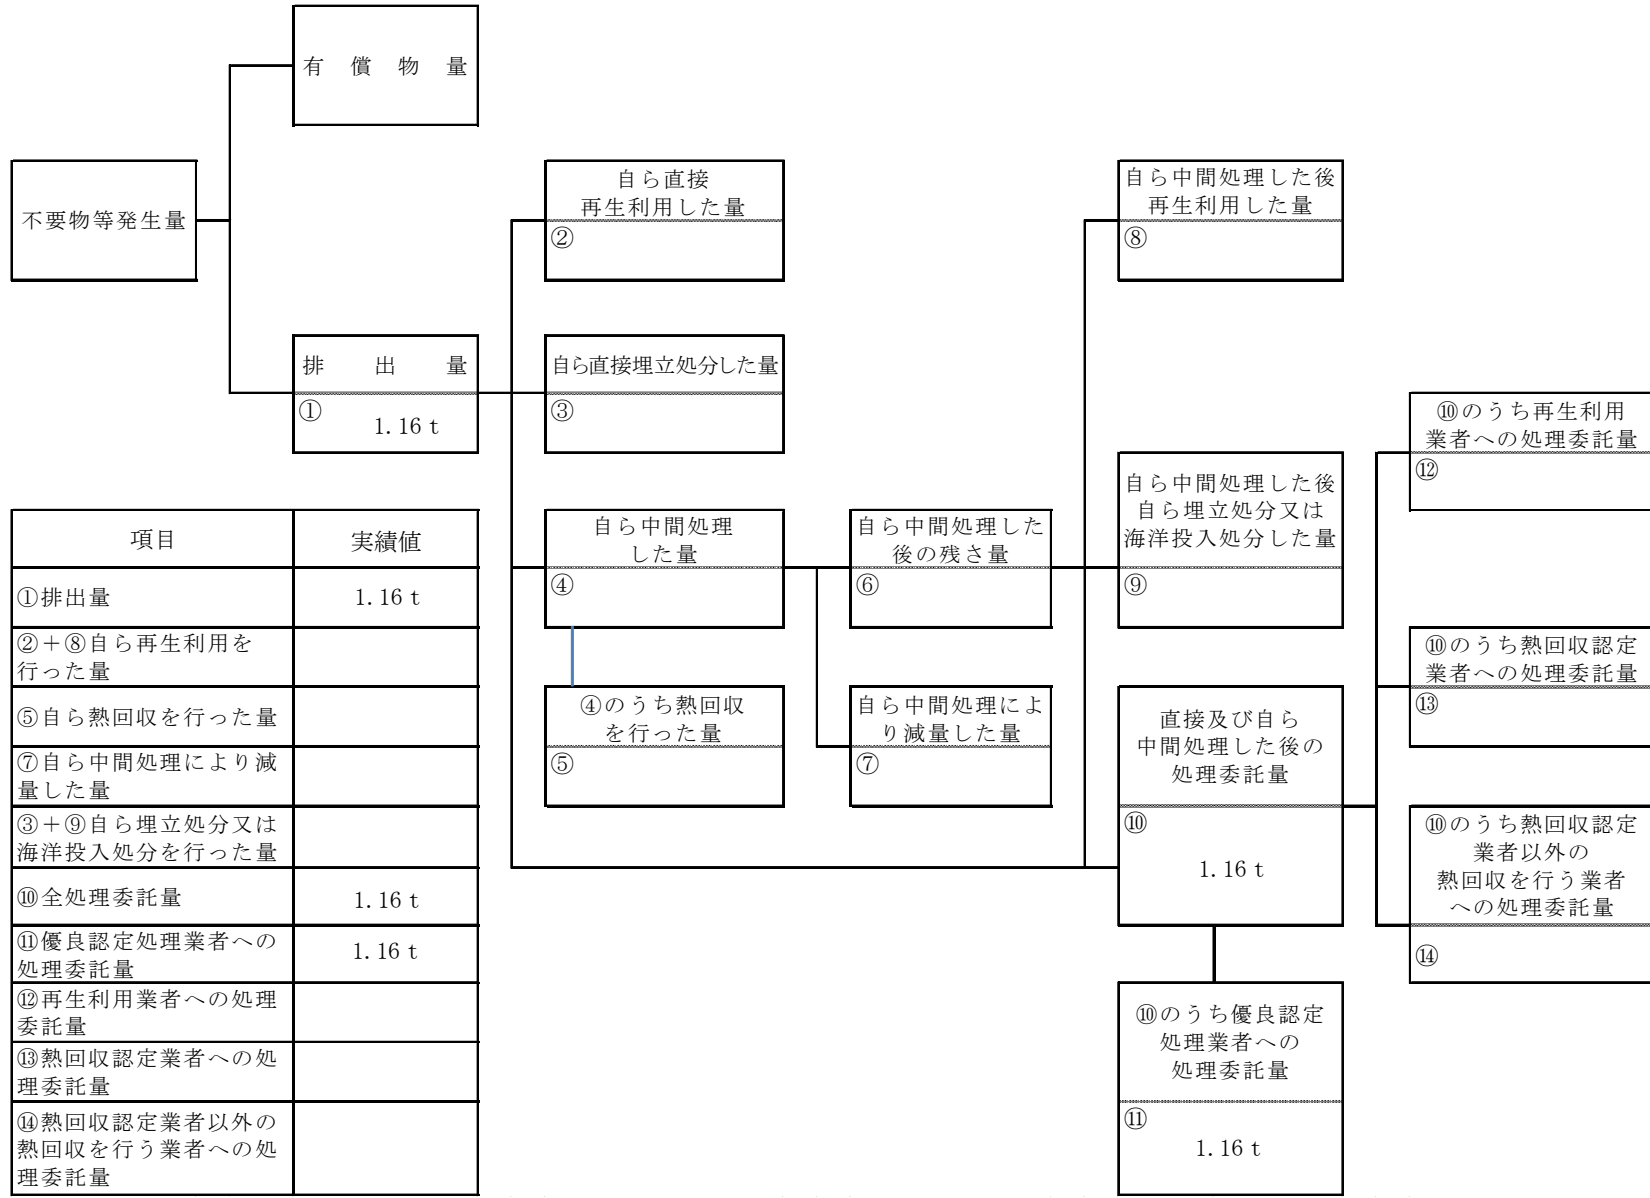 有償物量
不要物等発生量
排出量
①
1.16 t
自ら直接
再生利用した量
②
自ら直接埋立処分した量
③
自ら中間処理
した量
④
④のうち熱回収
を行った量
⑤
自ら中間処理した
後の残さ量
⑥
自ら中間処理によ
り減量した量
⑦
自ら中間処理した後
再生利用した量
⑧
自ら中間処理した後
自ら埋立処分又は
海洋投入処分した量
⑨
直接及び自ら
中間処理した後の
処理委託量
⑩
1.16 t
⑩のうち優良認定
処理業者への
処理委託量
⑪
1.16 t
⑩のうち再生利用
業者への処理委託量
⑫
⑩のうち熱回収認定
業者への処理委託量
⑬
⑩のうち熱回収認定
業者以外の
熱回収を行う業者
への処理委託量
⑭
項目 実績値
①排出量 1.16 t
②+⑧自ら再生利用を
行った量
⑤自ら熱回収を行った量
⑦自ら中間処理により減
量した量
③+⑨自ら埋立処分又は
海洋投入処分を行った量
⑩全処理委託量 1.16 t
⑪優良認定処理業者への
処理委託量 1.16 t
⑫再生利用業者への処理
委託量
⑬熱回収認定業者への処
理委託量
⑭熱回収認定業者以外の
熱回収を行う業者への処
理委託量